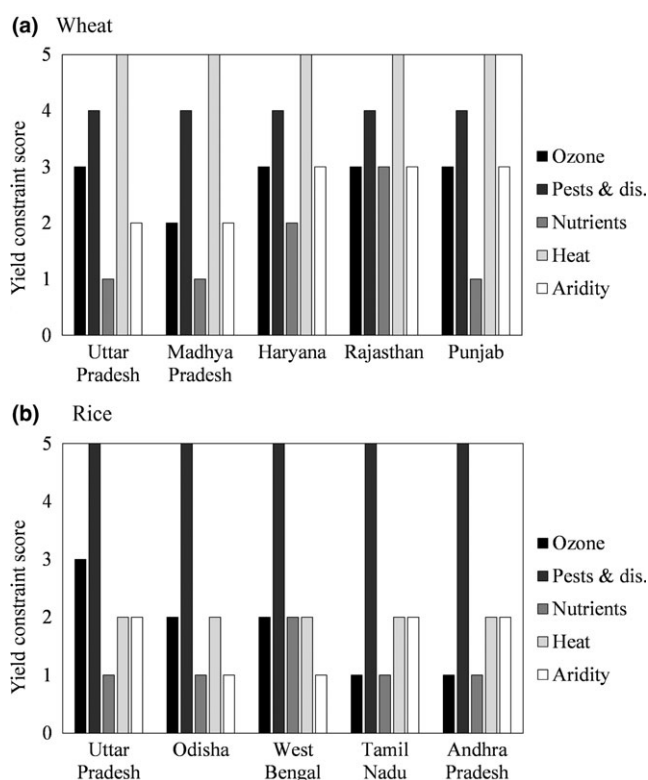 (a) Wheat
Yield constraint score
5
4
3
2
1
0
Uttar Pradesh
Madhya Pradesh
Haryana
Rajasthan
Punjab
Ozone
Pests & dis.
Nutrients
Heat
Aridity
(b) Rice
Yield constraint score
5
4
3
2
1
0
Uttar Pradesh
Odisha
West Bengal
Tamil Nadu
Andhra Pradesh
Ozone
Pests & dis.
Nutrients
Heat
Aridity